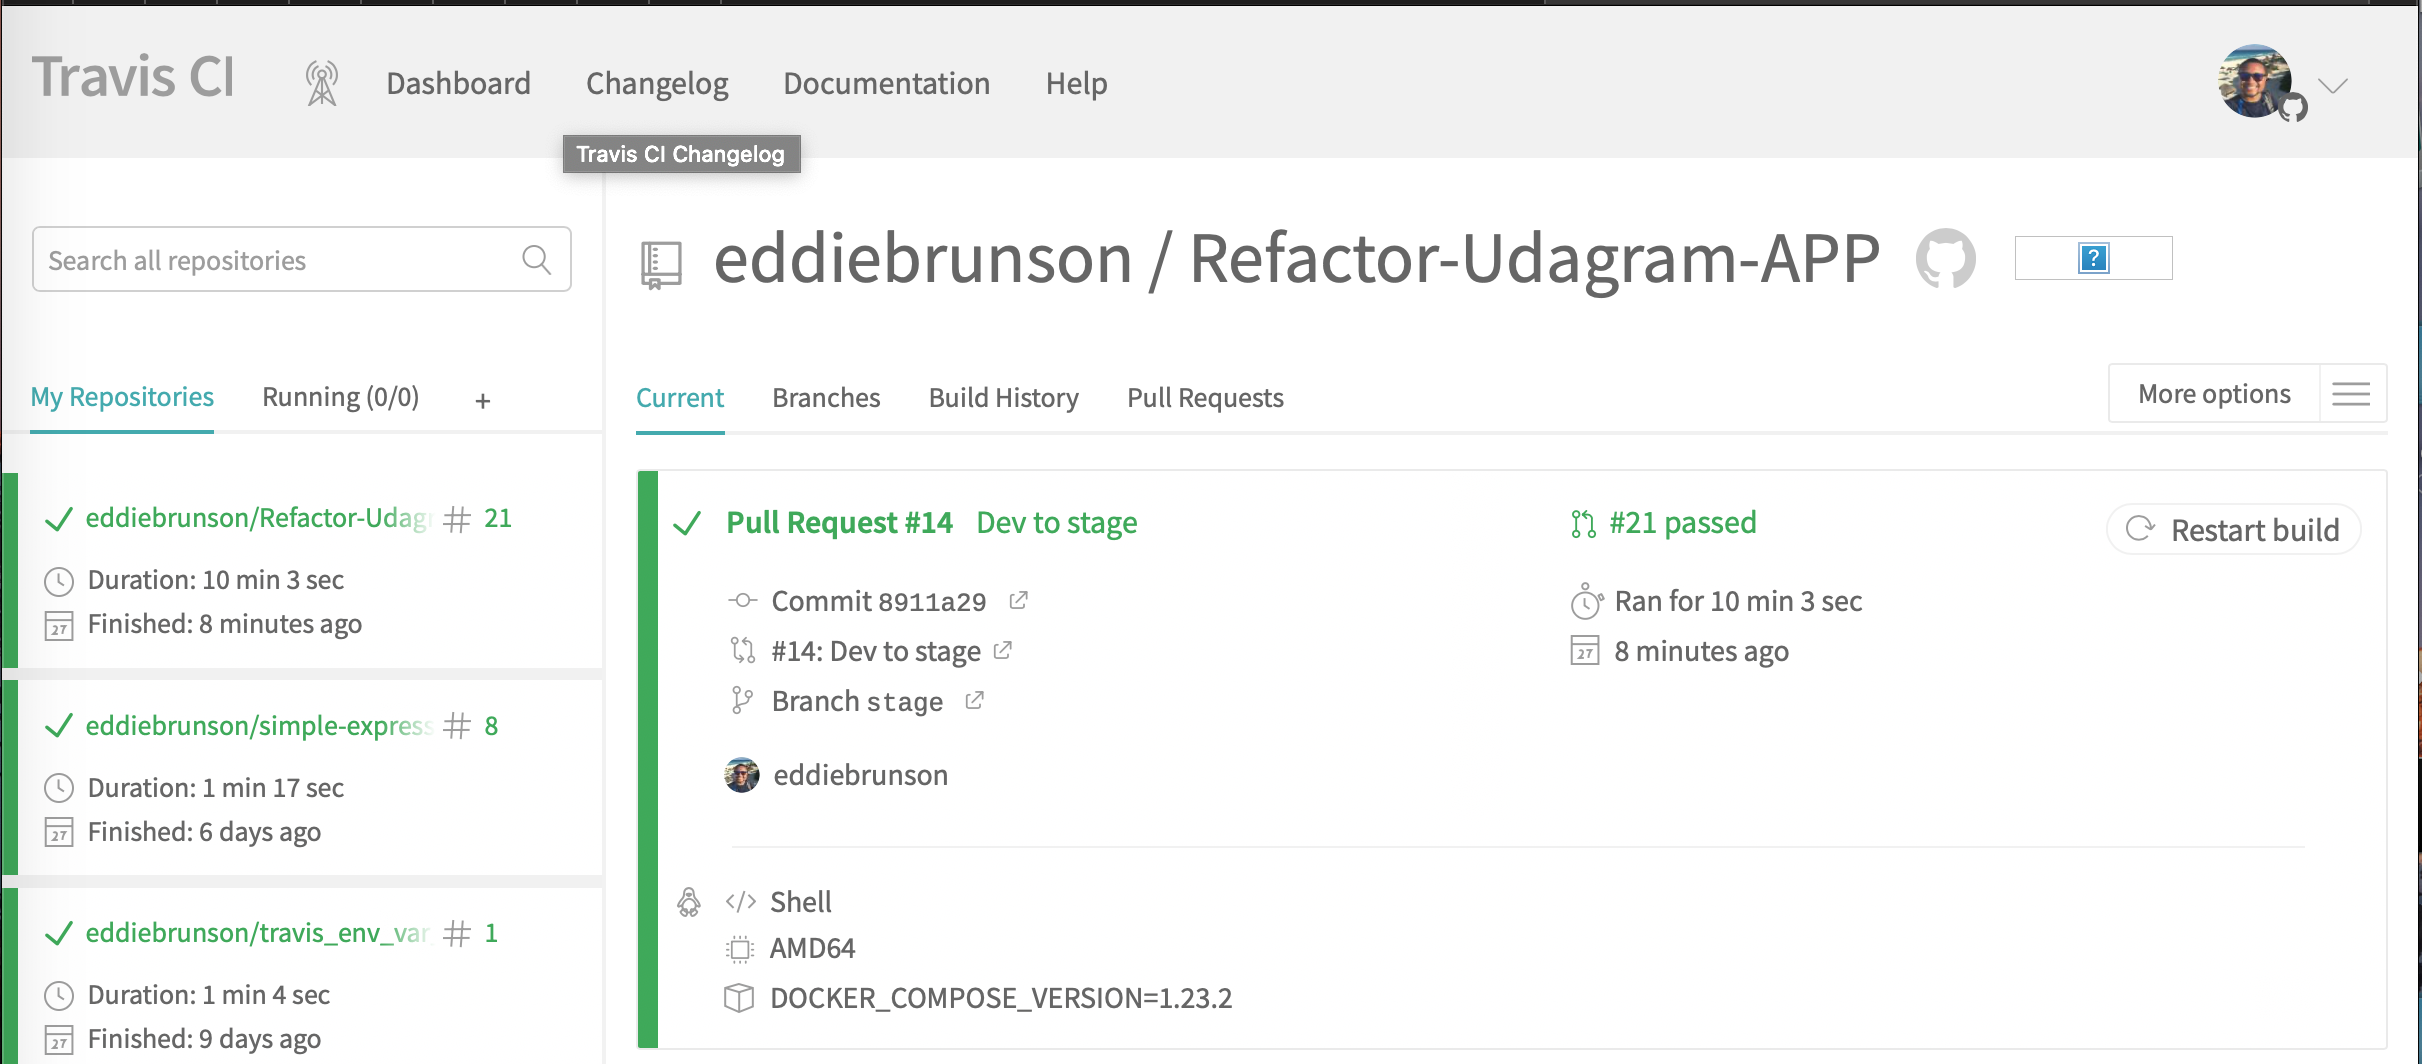 Travis CI
Dashboard
Changelog
Documentation
Help
Travis CI Changelog
Search all repositories
My Repositories
Running (0/0)
+
eddiebrunson/Refactor-Udagr # 21
Duration: 10 min 3 sec
27 Finished: 8 minutes ago
eddiebrunson/simple-express # 8
Duration: 1 min 17 sec
27 Finished: 6 days ago
eddiebrunson/travis_env_var # 1
Duration: 1 min 4 sec
27 Finished: 9 days ago
eddiebrunson / Refactor-Udagram-APP
?
Current
Branches
Build History
Pull Requests
More options
Pull Request #14 Dev to stage
Commit 8911a29
#14: Dev to stage
Branch stage
eddiebrunson
#21 passed
Ran for 10 min 3 sec
27 8 minutes ago
Restart build
</> Shell
AMD64
DOCKER_COMPOSE_VERSION=1.23.2